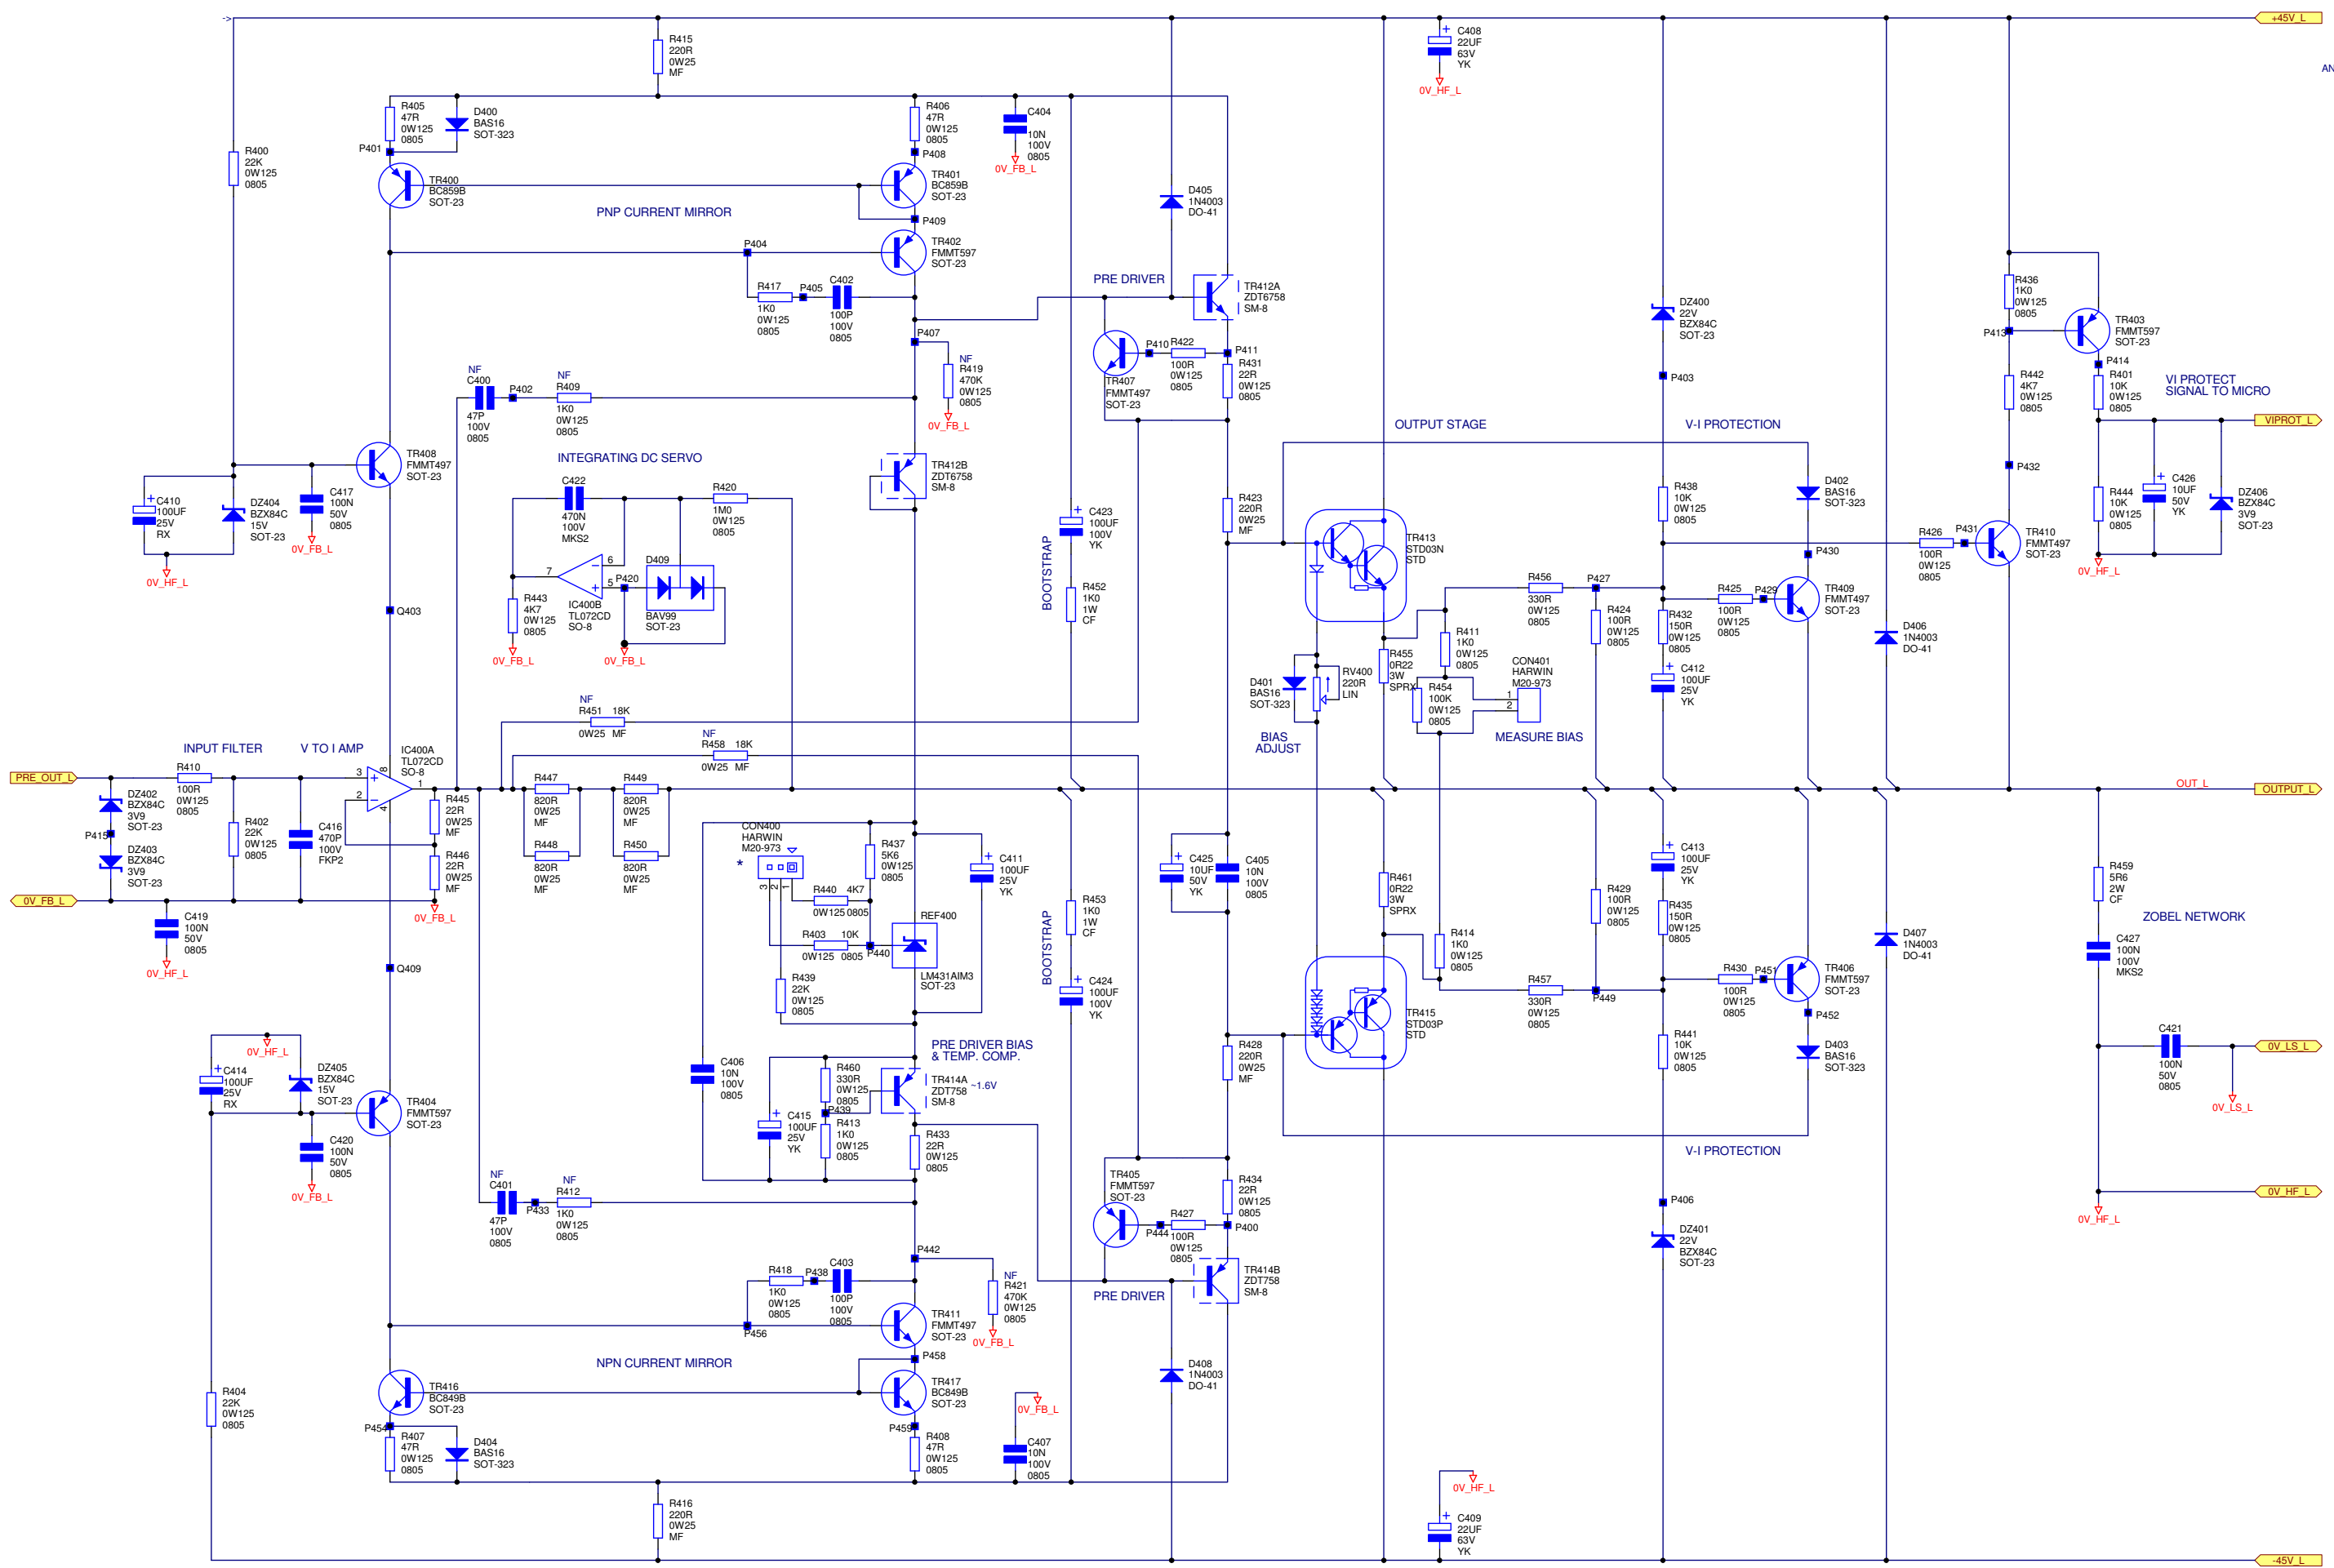 ->
+45V_L
AN
R415
220R
0W25
MF
C408
22UF
63V
YK
0V_HF_L
R405
47R
0W125
0805
D400
BAS16
SOT-323
R406
47R
0W125
0805
C404
10N
100V
0805
0V_FB_L
P401
P408
R400
22K
0W125
0805
TR400
BC859B
SOT-23
TR401
BC859B
SOT-23
PNP CURRENT MIRROR
P409
D405
1N4003
DO-41
TR402
FMMT597
SOT-23
P404
R417
1K0
0W125
0805
P405
C402
100P
100V
0805
PRE DRIVER
TR412A
ZDT6758
SM-8
DZ400
22V
BZX84C
SOT-23
R436
1K0
0W125
0805
P413
TR403
FMMT597
SOT-23
P407
P410
R422
100R
0W125
0805
P411
R431
22R
0W125
0805
TR407
FMMT497
SOT-23
P403
P414
R442
4K7
0W125
0805
R401
10K
0W125
0805
VI PROTECT
SIGNAL TO MICRO
VIPROT_L
NF
C400
47P
100V
0805
P402
NF
R409
1K0
0W125
0805
NF
R419
470K
0W125
0805
0V_FB_L
OUTPUT STAGE
V-I PROTECTION
TR408
FMMT497
SOT-23
INTEGRATING DC SERVO
TR412B
ZDT6758
SM-8
P432
C410
100UF
25V
RX
0V_HF_L
DZ404
BZX84C
15V
SOT-23
C417
100N
50V
0805
0V_FB_L
C422
470N
100V
MKS2
R420
1M0
0W125
0805
C423
100UF
100V
YK
R423
220R
0W25
MF
R438
10K
0W125
0805
D402
BAS16
SOT-323
R444
10K
0W125
0805
C426
10UF
50V
YK
DZ406
BZX84C
3V9
SOT-23
0V_HF_L
TR413
STD03N
STD
R426
100R
0W125
0805
P431
TR410
FMMT497
SOT-23
P430
6
7
5
P420
D409
BAV99
SOT-23
IC400B
TL072CD
SO-8
R443
4K7
0W125
0805
0V_FB_L
0V_FB_L
BOOTSTRAP
R452
1K0
1W
CF
R456
330R
0W125
0805
P427
R424
100R
0W125
0805
R425
100R
0W125
0805
P429
TR409
FMMT497
SOT-23
R432
150R
0W125
0805
Q403
R411
1K0
0W125
0805
R455
0R22
3W
SPRX
D406
1N4003
DO-41
D401
BAS16
SOT-323
RV400
220R
LIN
R454
100K
0W125
0805
CON401
HARWIN
M20-973
1
2
C412
100UF
25V
YK
NF
R451 18K
0W25 MF
NF
R458 18K
0W25 MF
BIAS
ADJUST
MEASURE BIAS
INPUT FILTER
V TO I AMP
IC400A
TL072CD
SO-8
PRE_OUT_L
R410
100R
0W125
0805
3
2
8
4
1
R447
820R
0W25
MF
R449
820R
0W25
MF
OUT_L
OUTPUT_L
DZ402
BZX84C
3V9
SOT-23
P415
DZ403
BZX84C
3V9
SOT-23
R402
22K
0W125
0805
C416
470P
100V
FKP2
R445
22R
0W25
MF
R446
22R
0W25
MF
R448
820R
0W25
MF
R450
820R
0W25
MF
CON400
HARWIN
M20-973
*
3
2
1
R437
5K6
0W125
0805
C411
100UF
25V
YK
C425
10UF
50V
YK
C405
10N
100V
0805
C413
100UF
25V
YK
R459
5R6
2W
CF
0V_FB_L
C419
100N
50V
0805
0V_HF_L
0V_FB_L
R440 4K7
0W125 0805
REF400
R403 10K
0W125 0805
P440
LM431AIM3
SOT-23
R453
1K0
1W
CF
BOOTSTRAP
R461
0R22
3W
SPRX
R429
100R
0W125
0805
R435
150R
0W125
0805
ZOBEL NETWORK
C427
100N
100V
MKS2
Q409
R439
22K
0W125
0805
C424
100UF
100V
YK
R414
1K0
0W125
0805
R457
330R
0W125
0805
P449
R430
100R
0W125
0805
P451
TR406
FMMT597
SOT-23
D407
1N4003
DO-41
TR415
STD03P
STD
P452
0V_HF_L
C414
100UF
25V
RX
DZ405
BZX84C
15V
SOT-23
TR404
FMMT597
SOT-23
C406
10N
100V
0805
PRE DRIVER BIAS
& TEMP. COMP.
R460
330R
0W125
0805
P439
TR414A ~1.6V
ZDT758
SM-8
C415
100UF
25V
YK
R413
1K0
0W125
0805
R433
22R
0W125
0805
R428
220R
0W25
MF
R441
10K
0W125
0805
D403
BAS16
SOT-323
C421
100N
50V
0805
0V_LS_L
0V_LS_L
C420
100N
50V
0805
0V_FB_L
V-I PROTECTION
NF
C401
47P
100V
0805
P433
NF
R412
1K0
0W125
0805
TR405
FMMT597
SOT-23
R434
22R
0W125
0805
P444
R427
100R
0W125
0805
P400
P406
0V_HF_L
0V_HF_L
DZ401
22V
BZX84C
SOT-23
P442
R418
1K0
0W125
0805
P438
C403
100P
100V
0805
NF
R421
470K
0W125
0805
0V_FB_L
PRE DRIVER
TR414B
ZDT758
SM-8
P456
TR411
FMMT497
SOT-23
NPN CURRENT MIRROR
P458
R404
22K
0W125
0805
TR416
BC849B
SOT-23
TR417
BC849B
SOT-23
D408
1N4003
DO-41
P454
R407
47R
0W125
0805
D404
BAS16
SOT-323
P459
R408
47R
0W125
0805
0V_FB_L
C407
10N
100V
0805
R416
220R
0W25
MF
0V_HF_L
C409
22UF
63V
YK
-45V_L